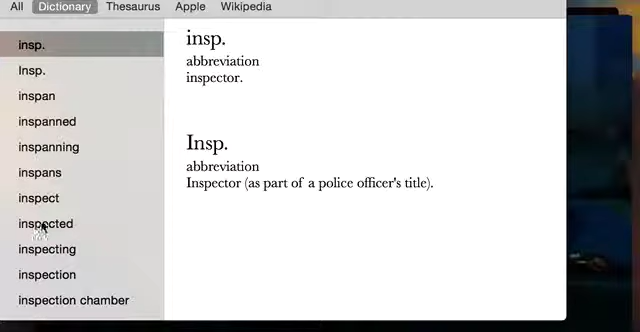 All Dictionary Thesaurus Apple Wikipedia
insp.
Insp.
inspan
inspanned
inspanning
inspans
inspect
inspected
inspecting
inspection
inspection chamber
insp.
abbreviation
inspector.
Insp.
abbreviation
Inspector (as part of a police officer's title).